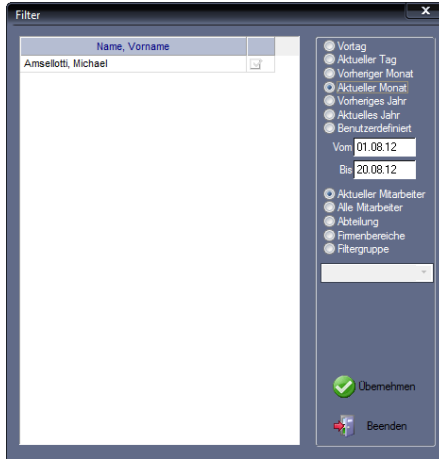 Filter
x
Name, Vorname
Amsellotti, Michael
Vortag
Aktueller Tag
Vorheriger Monat
Aktueller Monat
Vorheriges Jahr
Aktuelles Jahr
Benutzerdefiniert
Vom 01.08.12
Bis 20.08.12
Aktueller Mitarbeiter
Alle Mitarbeiter
Abteilung
Firmenbereiche
Filtergruppe
Übernehmen
Beenden